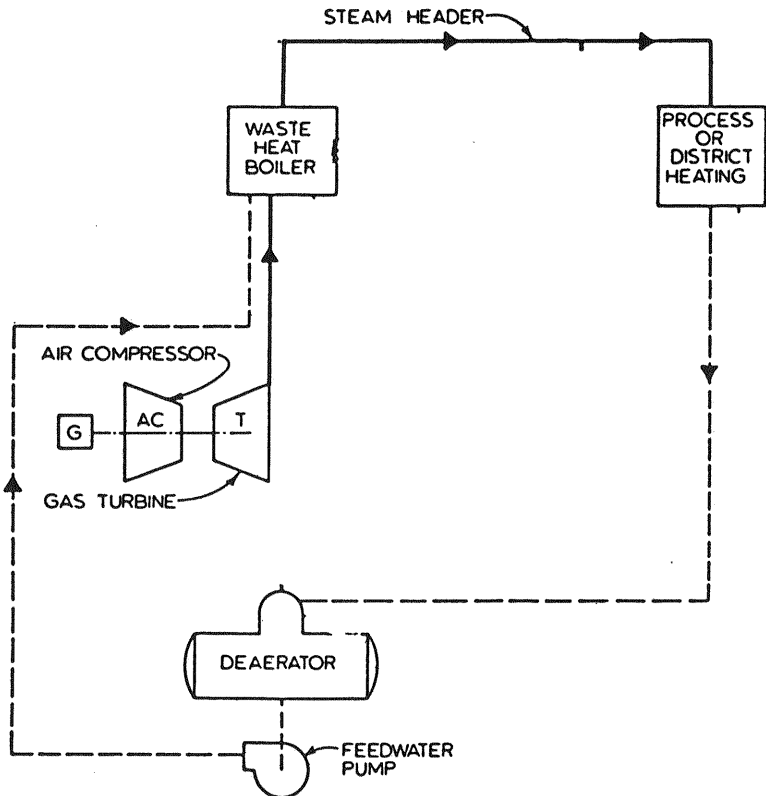 STEAM HEADER
WASTE
HEAT
BOILER
PROCESS
OR
DISTRICT
HEATING
AIR COMPRESSOR
G
AC
T
GAS TURBINE
DEAERATOR
FEEDWATER
PUMP